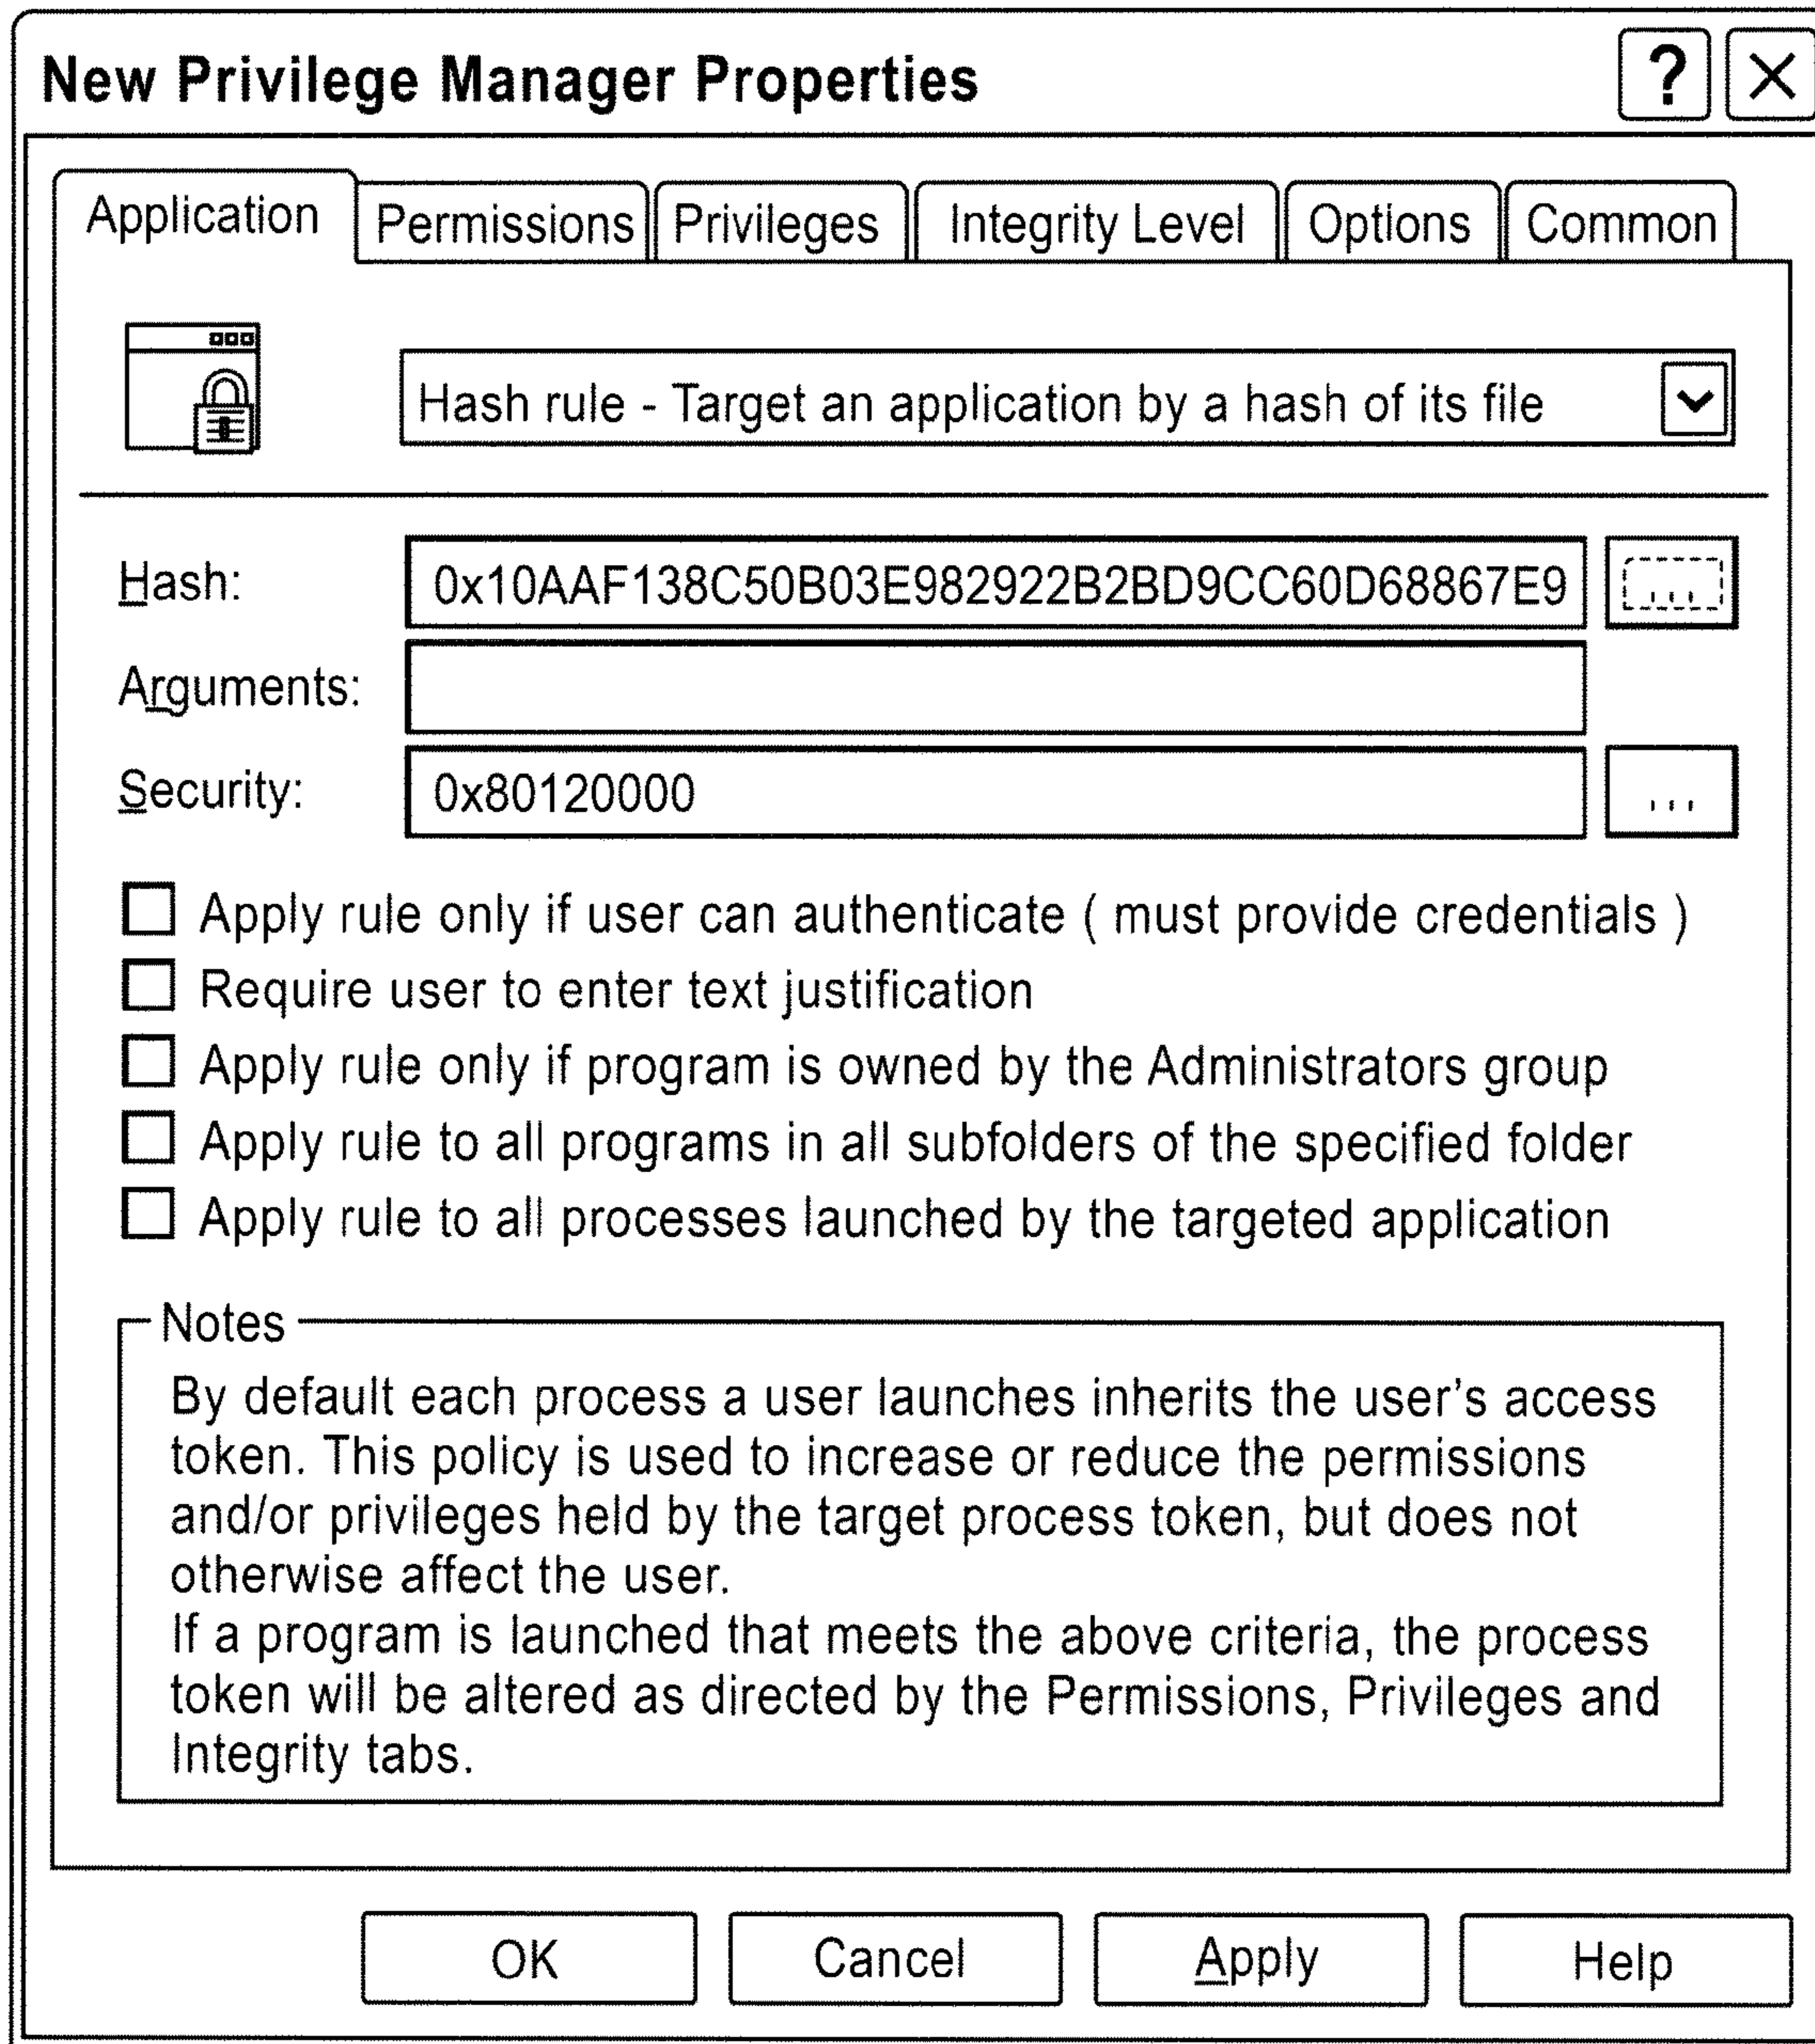 New Privilege Manager Properties ? X
Application Permissions Privileges Integrity Level Options Common
Hash rule - Target an application by a hash of its file
Hash: 0x10AAF138C50B03E982922B2BD9CC60D68867E9 ...
Arguments:
Security: 0x80120000 ...
Apply rule only if user can authenticate ( must provide credentials )
Require user to enter text justification
Apply rule only if program is owned by the Administrators group
Apply rule to all programs in all subfolders of the specified folder
Apply rule to all processes launched by the targeted application
Notes
By default each process a user launches inherits the user's access
token. This policy is used to increase or reduce the permissions
and/or privileges held by the target process token, but does not
otherwise affect the user.
If a program is launched that meets the above criteria, the process
token will be altered as directed by the Permissions, Privileges and
Integrity tabs.
OK Cancel Apply Help